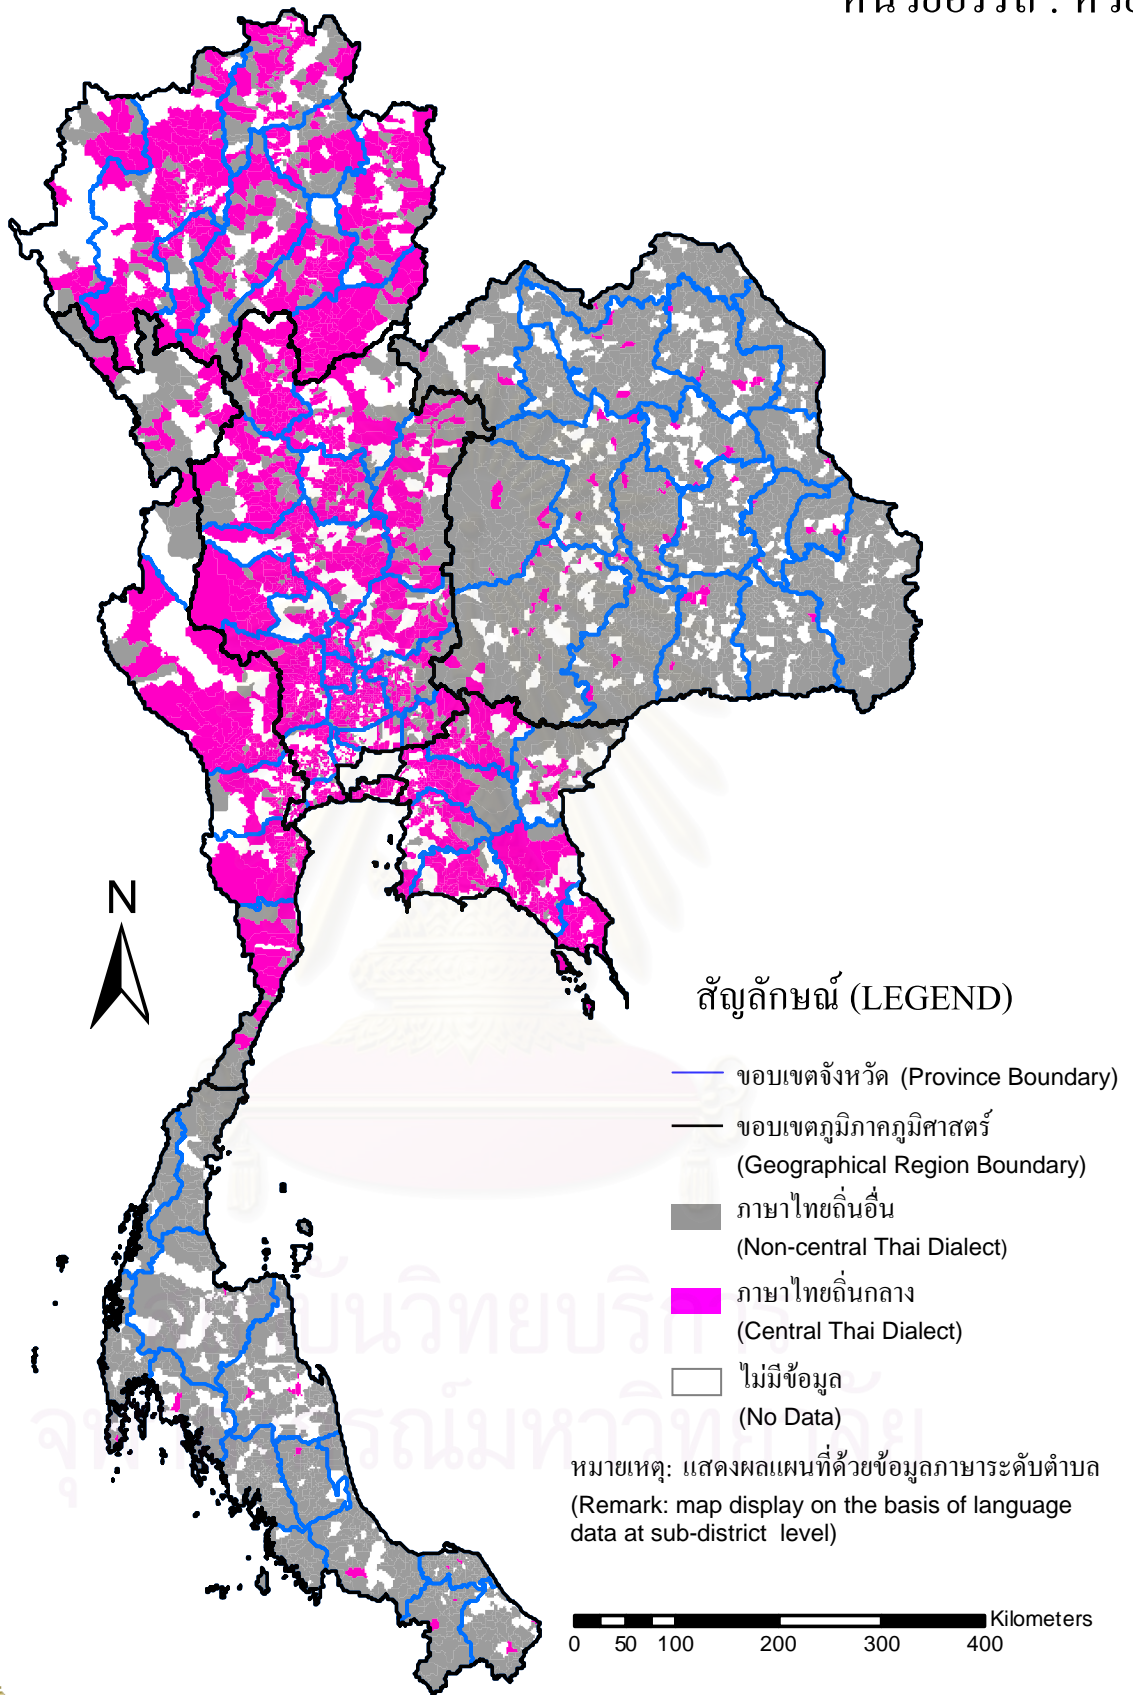 N
สัญลักษณ์ (LEGEND)
ขอบเขตจังหวัด (Province Boundary)
ขอบเขตภูมิภาคภูมิศาสตร์
(Geographical Region Boundary)
ภาษาไทยถิ่นอื่น
(Non-central Thai Dialect)
ภาษาไทยถิ่นกลาง
(Central Thai Dialect)
ไม่มีข้อมูล
(No Data)
หมายเหตุ: แสดงผลแผนที่ด้วยข้อมูลภาษาระดับตำบล
(Remark: map display on the basis of language
data at sub-district level)
Kilometers
0 50 100 200 300 400